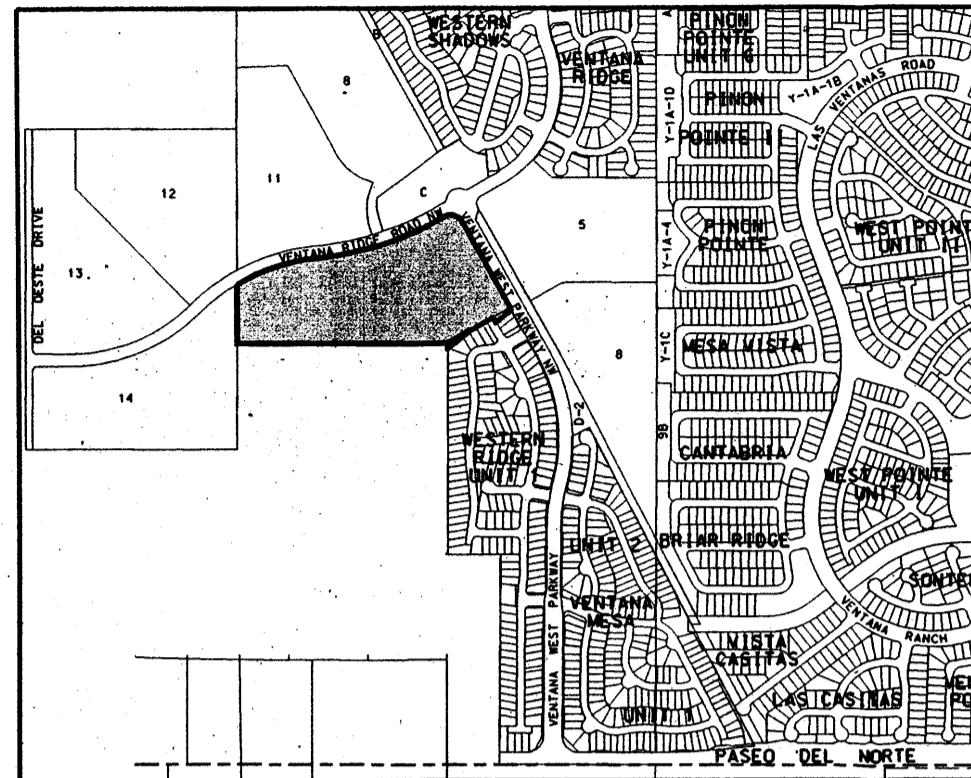 WESTERN
SHADOWS
B
8
VENTANA
RIDGE
PINON
POINTE
UNIT 6
Y-1A-1D
Y-1A-1B
LAS VENTANAS ROAD
PINON
POINTE II
DEL OESTE DRIVE
12
11
C
5
13
VENTANA RIDGE ROAD NW
VENTANA WEST PARKWAY NW
Y-1A-4
PINON
POINTE
WEST POINTE
UNIT II
14
8
Y-1C
MESA VISTA
D-2
9B
WESTERN
RIDGE
UNIT 1
CANTABRIA
WEST POINTE
UNIT I
UNIT 2
BRIAR RIDGE
VENTANA
MESA
VENTANA WEST PARKWAY
VENTANA RANCH
VISTA
CASITAS
LAS CASITAS
UNIT 1
PASEO DEL NORTE